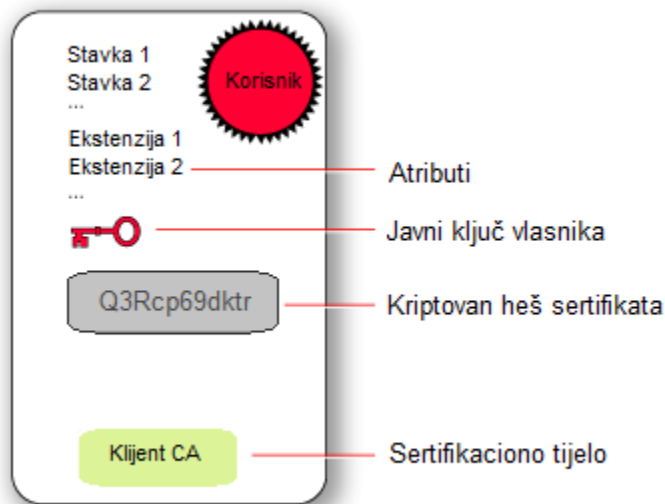 Stavka 1
Stavka 2
...
Korisnik
Ekstenzija 1
Ekstenzija 2
...
Atributi
Javni ključ vlasnika
Q3Rcp69dktr
Kriptovan heš sertifikata
Klijent CA
Sertifikaciono tijelo